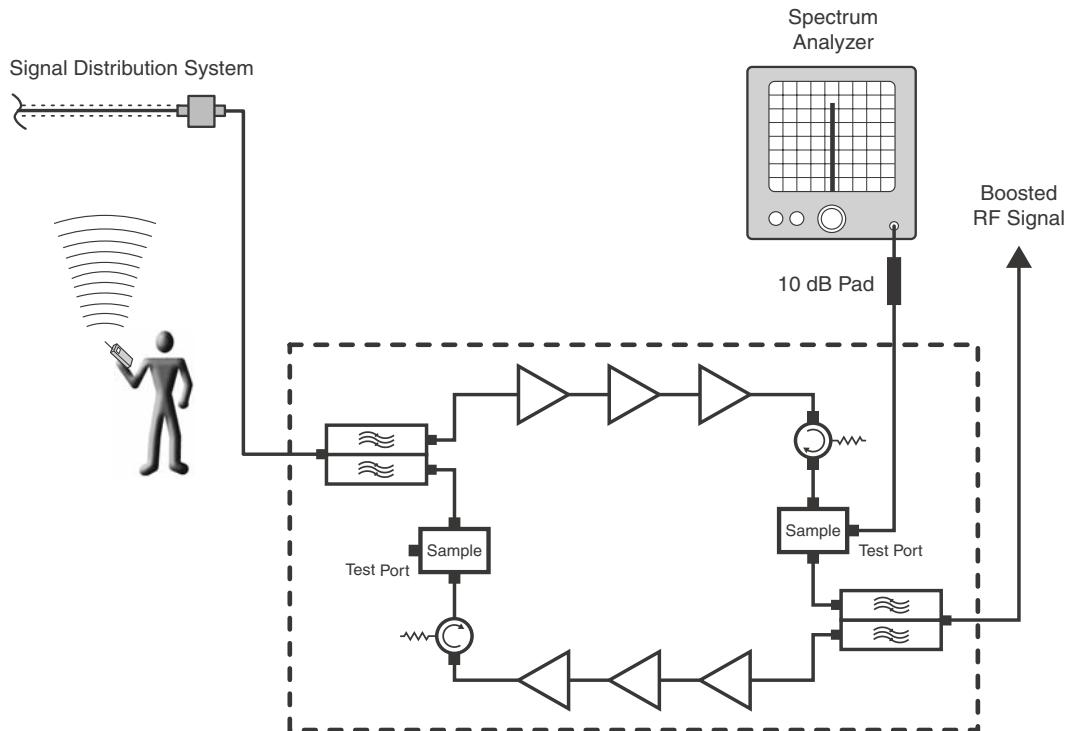 Spectrum
Analyzer
Signal Distribution System
Boosted
RF Signal
10 dB Pad
Sample
Test Port
Sample
Test Port